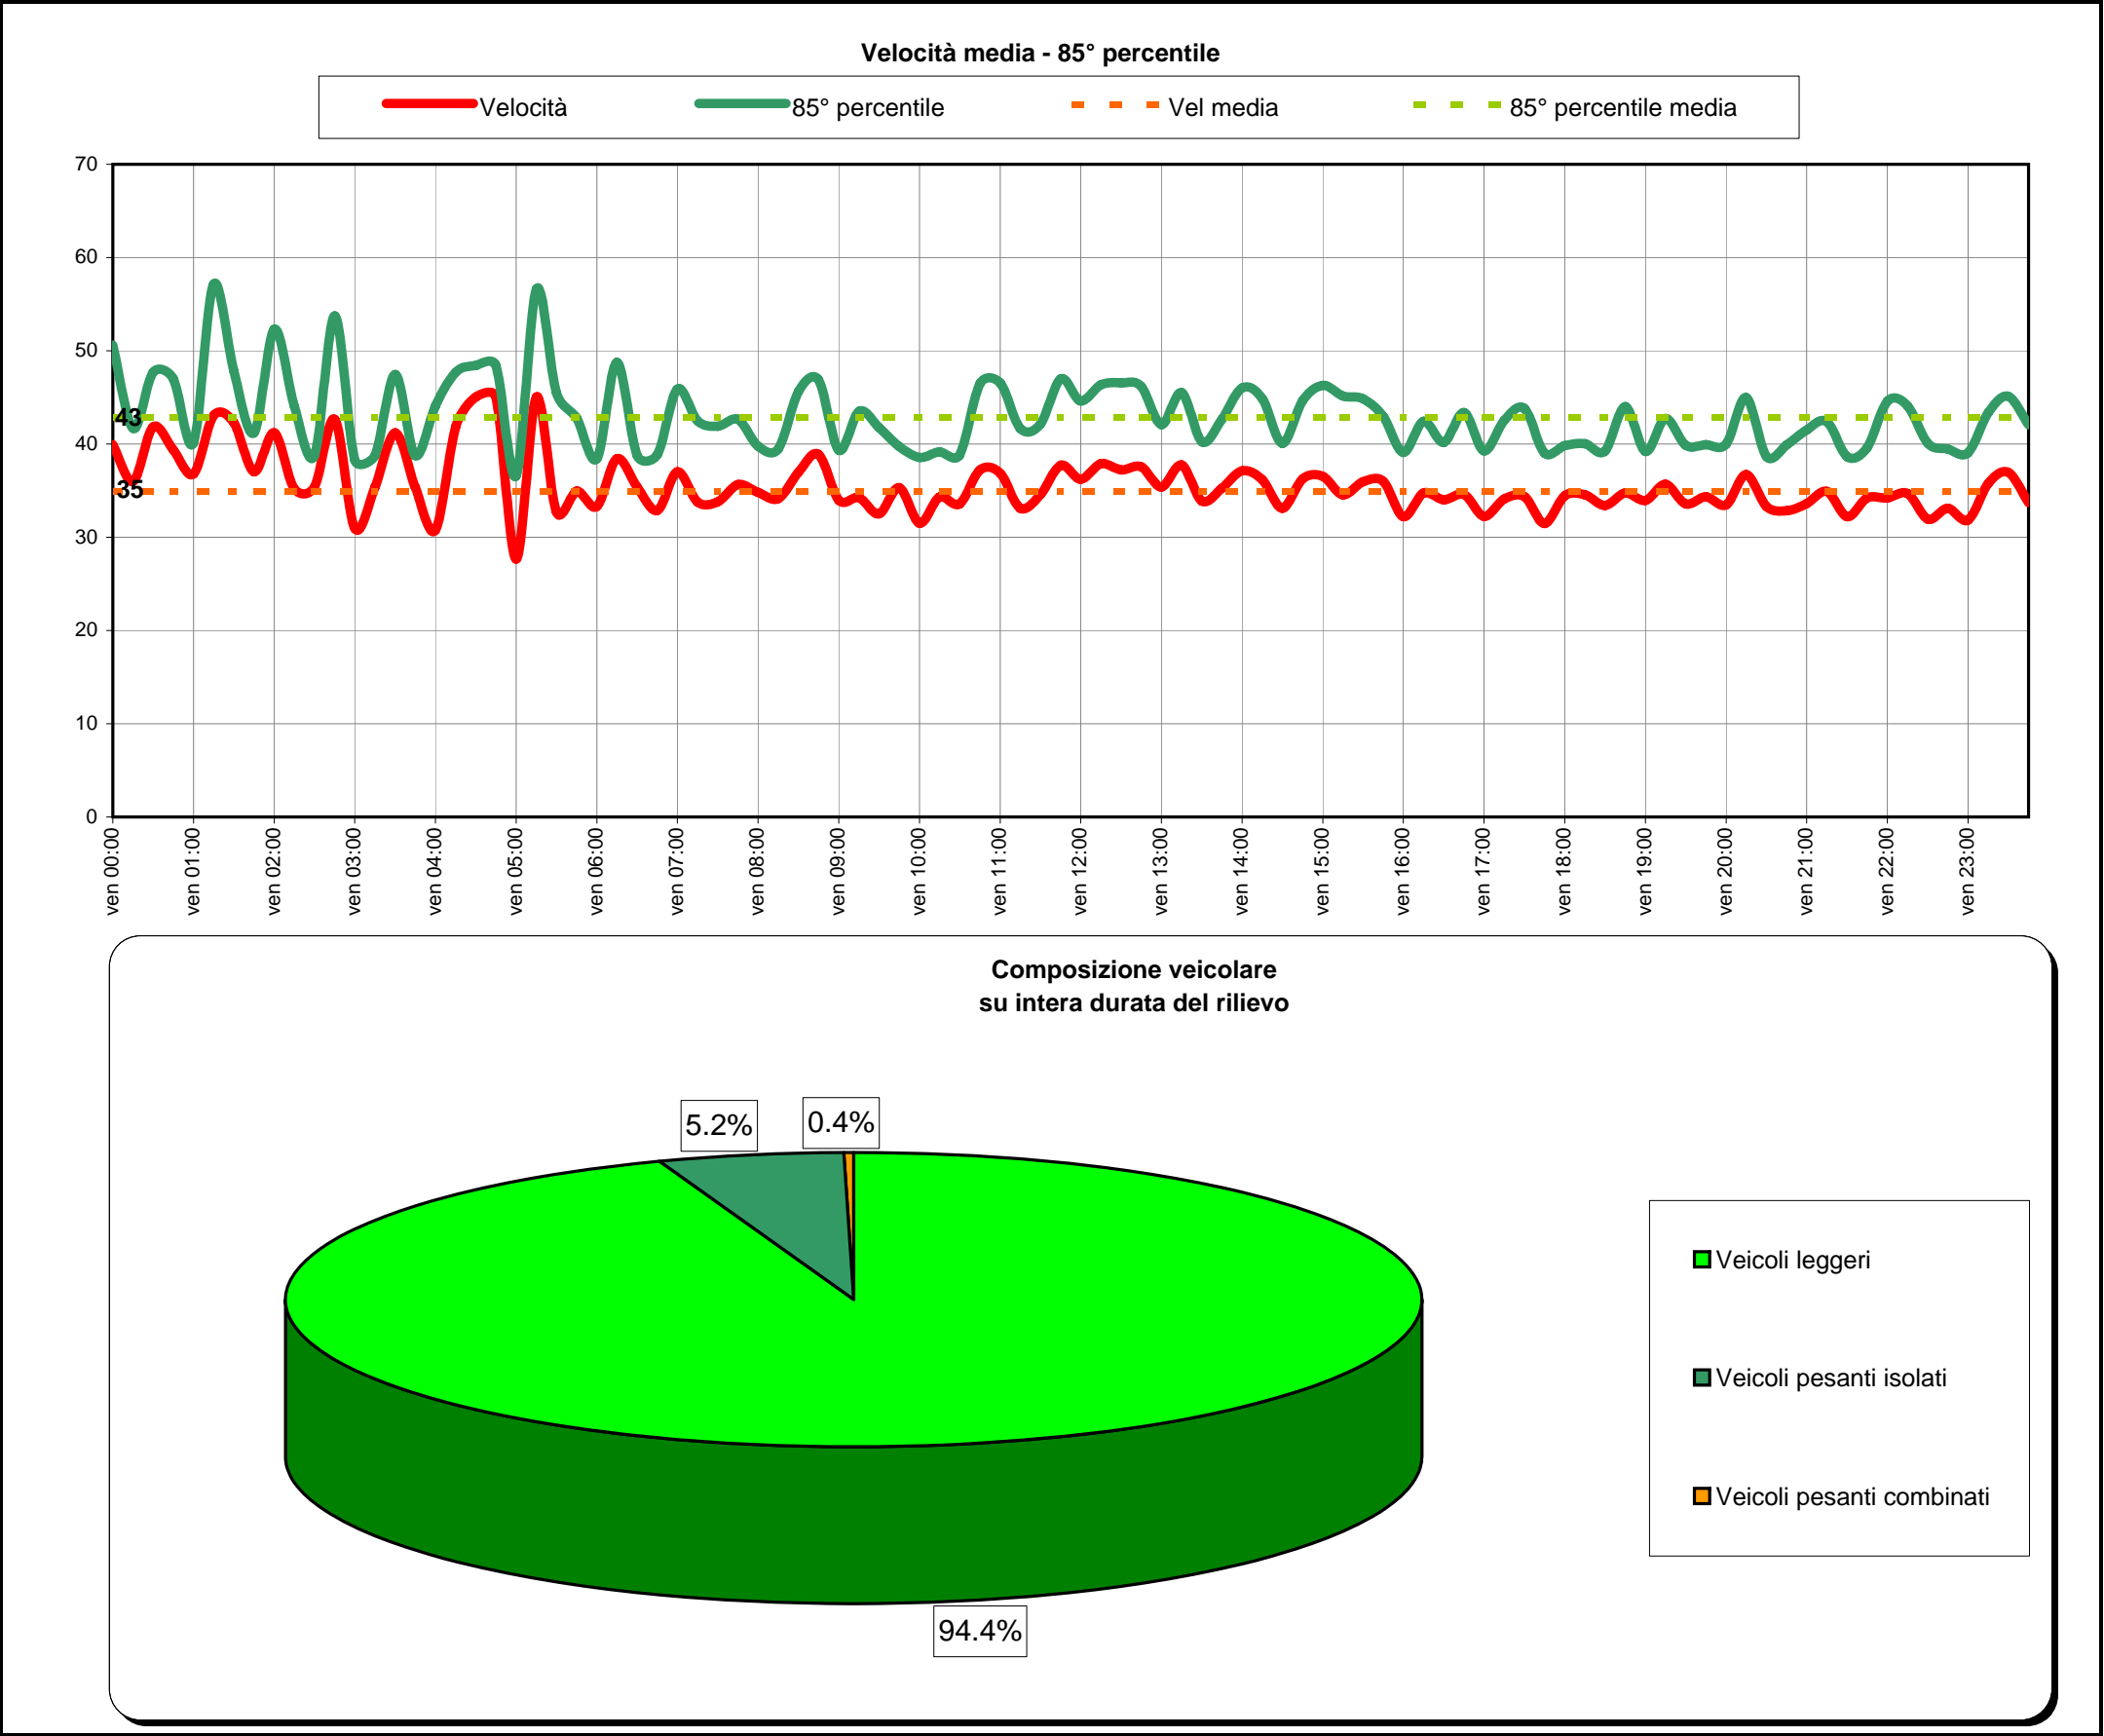 Velocità media - 85° percentile
Velocità 85° percentile Vel media 85° percentile media
70
60
50
43
40
35
30
20
10
0
ven 00:00 ven 01:00 ven 02:00 ven 03:00 ven 04:00 ven 05:00 ven 06:00 ven 07:00 ven 08:00 ven 09:00 ven 10:00 ven 11:00 ven 12:00 ven 13:00 ven 14:00 ven 15:00 ven 16:00 ven 17:00 ven 18:00 ven 19:00 ven 20:00 ven 21:00 ven 22:00 ven 23:00
Composizione veicolare
su intera durata del rilievo
5.2% 0.4%
Veicoli leggeri
Veicoli pesanti isolati
Veicoli pesanti combinati
94.4%